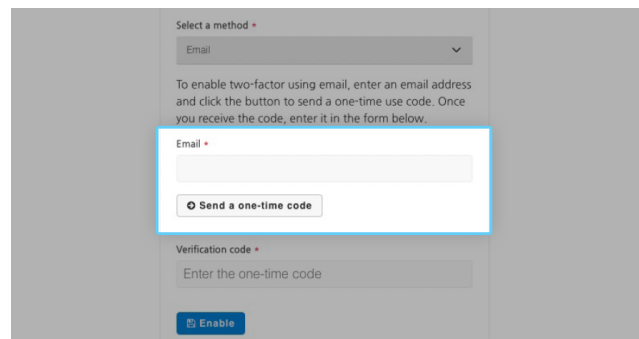 Select a method *
Email
To enable two-factor using email, enter an email address
and click the button to send a one-time use code. Once
you receive the code, enter it in the form below.
Email *
Send a one-time code
Verification code *
Enter the one-time code
Enable